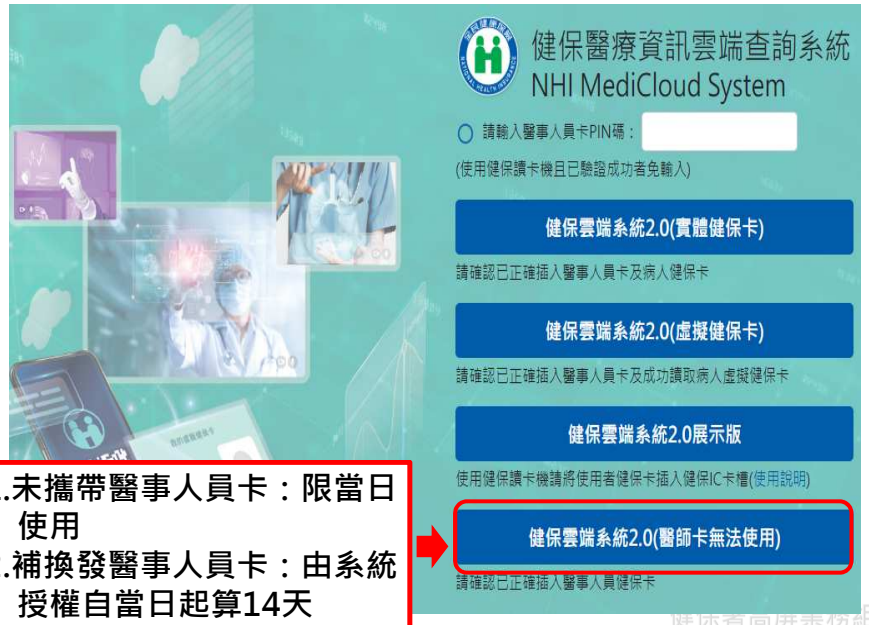 健保醫療資訊雲端查詢系統
NHI MediCloud System
請輸入醫事人員卡PIN碼：
(使用健保讀卡機且已驗證成功者免輸入)
健保雲端系統2.0(實體健保卡)
請確認已正確插入醫事人員卡及病人健保卡
健保雲端系統2.0(虛擬健保卡)
請確認已正確插入醫事人員卡及成功讀取病人虛擬健保卡
健保雲端系統2.0展示版
使用健保讀卡機請將使用者健保卡插入健保IC卡槽(使用說明)
健保雲端系統2.0(醫師卡無法使用)
請確認已正確插入醫事人員健保卡
.未攜帶醫事人員卡：限當日
使用
.補換發醫事人員卡：由系統
授權自當日起算14天